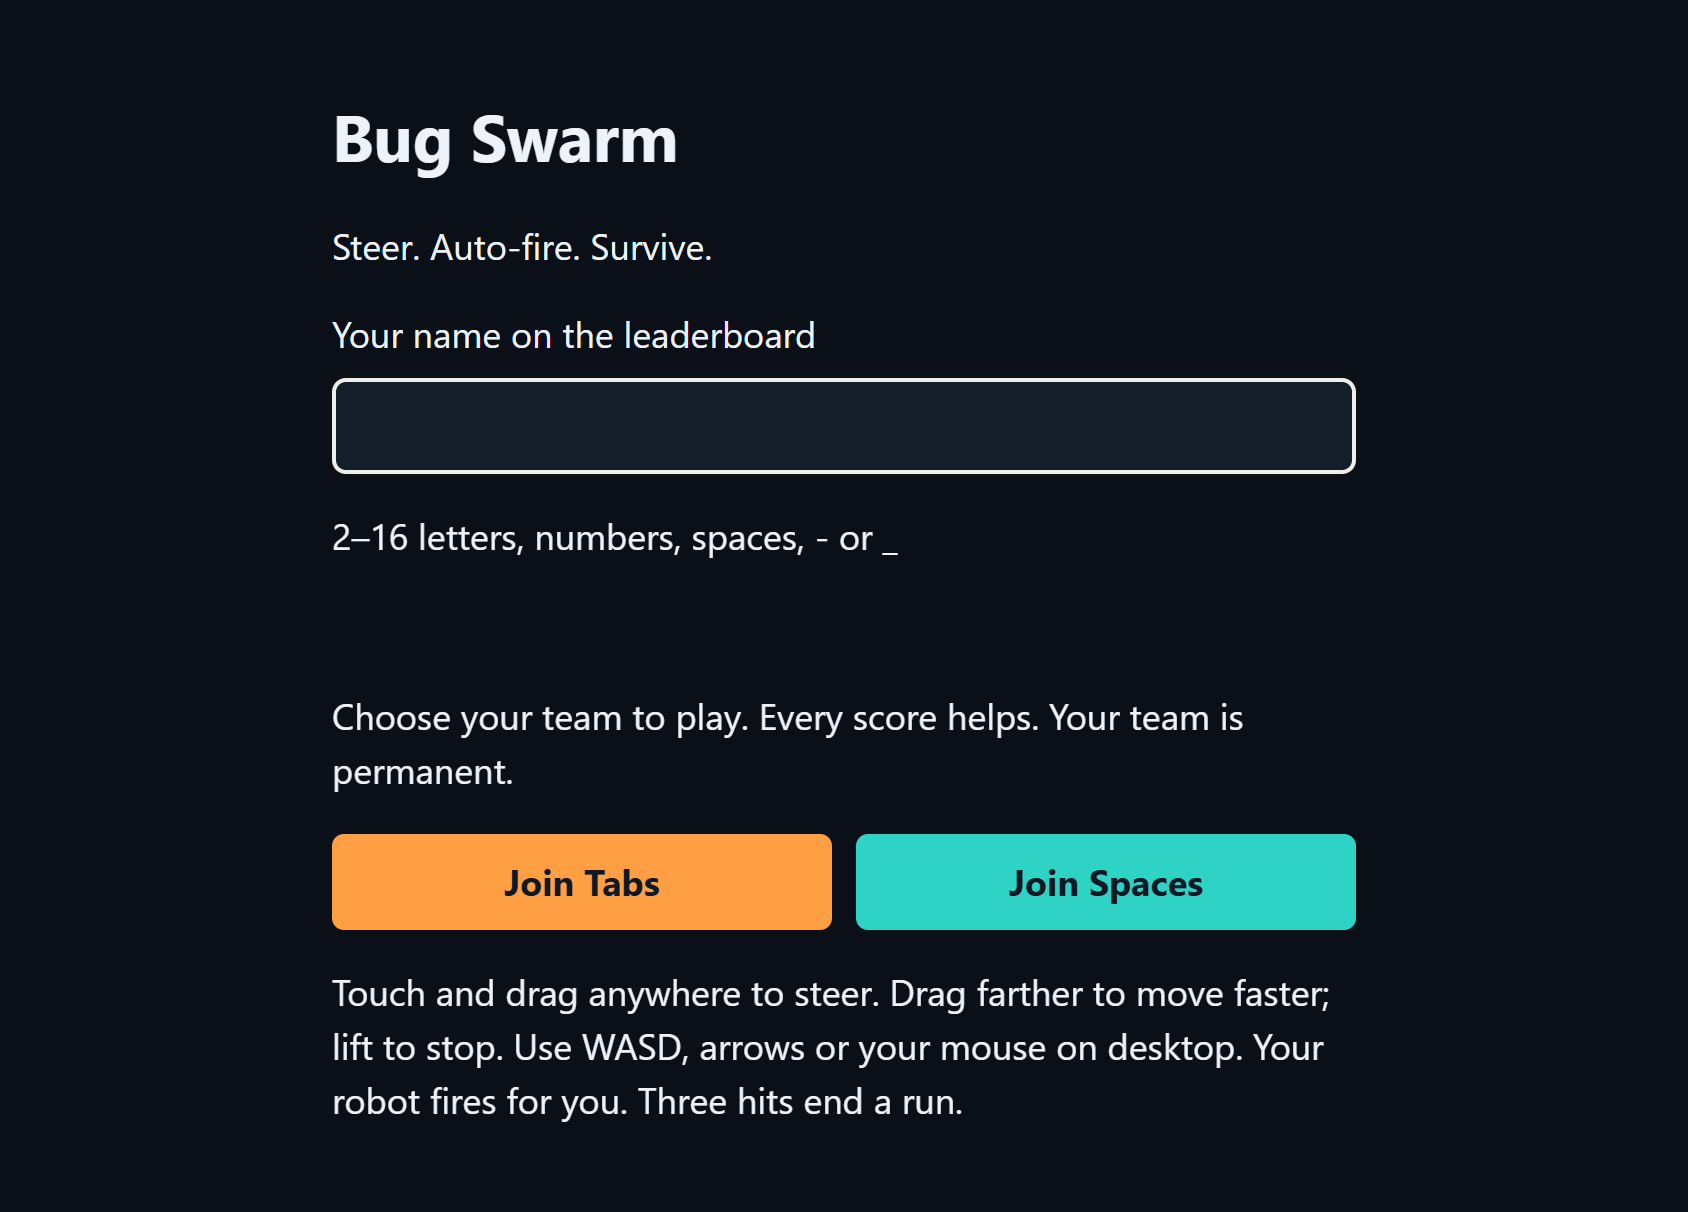 Bug Swarm
Steer. Auto-fire. Survive.
Your name on the leaderboard
2–16 letters, numbers, spaces, - or _
Choose your team to play. Every score helps. Your team is
permanent.
Join Tabs
Join Spaces
Touch and drag anywhere to steer. Drag farther to move faster;
lift to stop. Use WASD, arrows or your mouse on desktop. Your
robot fires for you. Three hits end a run.